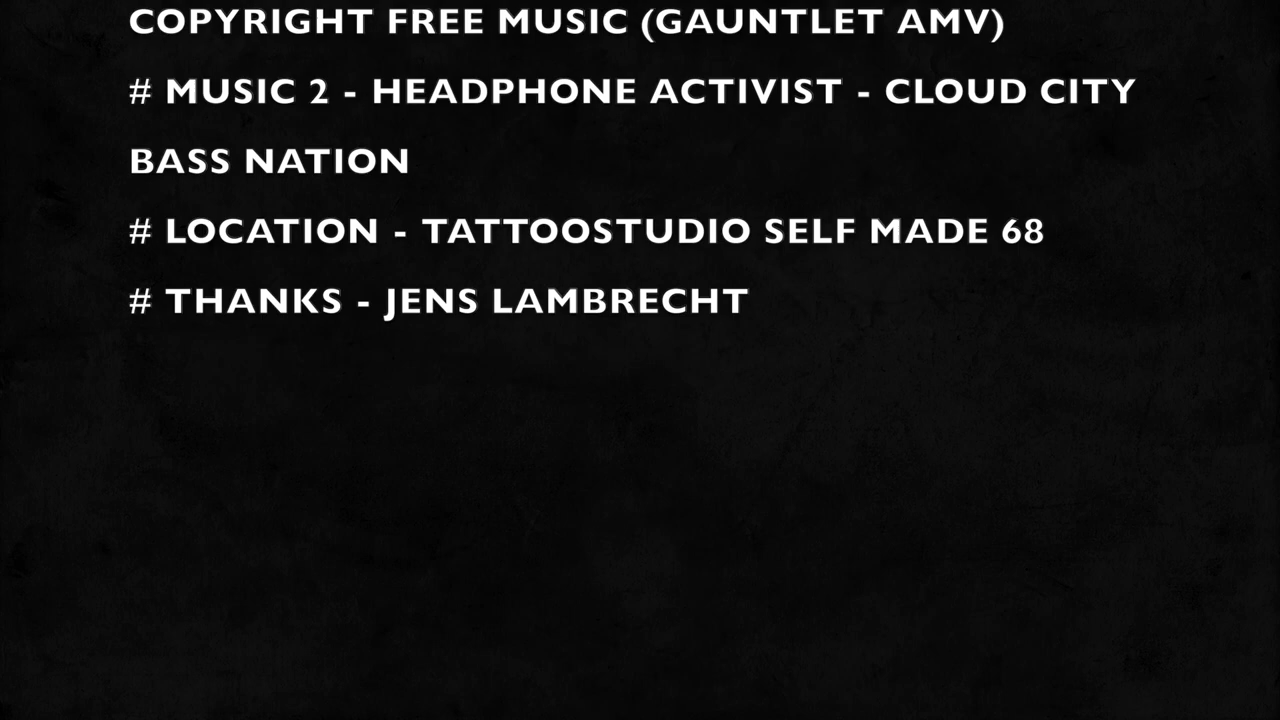 COPYRIGHT FREE MUSIC (GAUNTLET AMV)
# MUSIC 2 - HEADPHONE ACTIVIST - CLOUD CITY
BASS NATION
# LOCATION - TATTOOSTUDIO SELF MADE 68
# THANKS - JENS LAMBRECHT